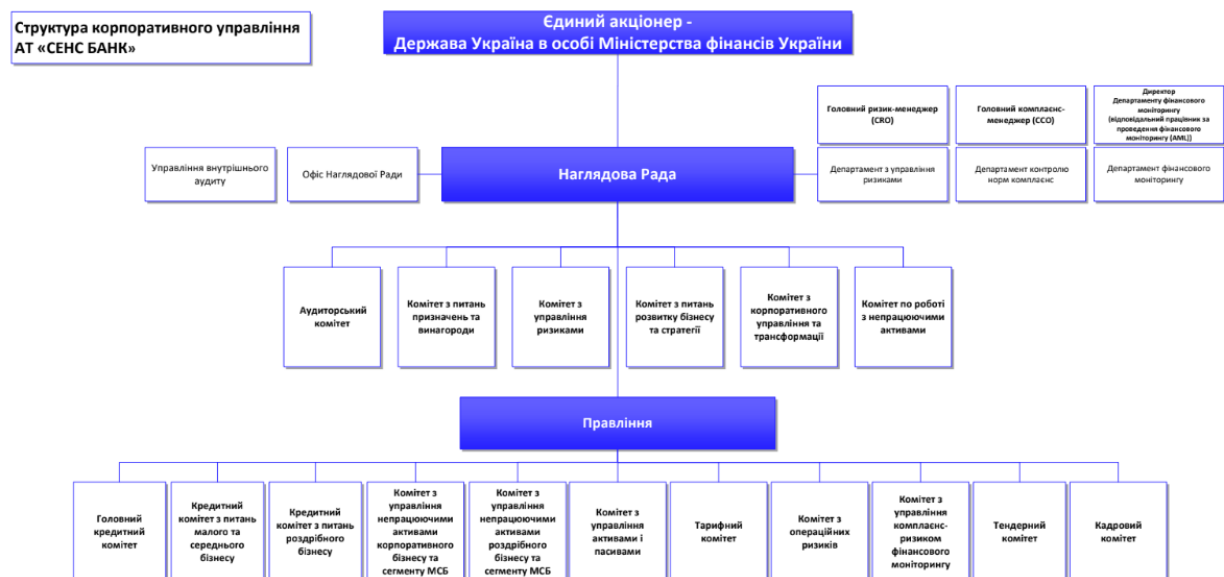 Структура корпоративного управління
АТ «СЕНС БАНК»
Єдиний акціонер -
Держава Україна в особі Міністерства фінансів України
Головний ризик-менеджер
(CRO)
Головний комплаєнс-
менеджер (ССО)
Директор
Департаменту фінансового
моніторингу
(відповідальний працівник за
проведення фінансового
моніторингу (AML))
Управління внутрішнього
аудиту
Офіс Наглядової Ради
Наглядова Рада
Департамент з управління
ризиками
Департамент контролю
норм комплаєнс
Департамент фінансового
моніторингу
Аудиторський
комітет
Комітет з питань
призначень та
винагороди
Комітет з
управління
ризиками
Комітет з питань
розвитку бізнесу
та стратегії
Комітет з
корпоративного
управління та
трансформації
Комітет по роботі
з непрацюючими
активами
Правління
Головний
кредитний
комітет
Кредитний
комітет з питань
малого та
середнього
бізнесу
Кредитний
комітет з питань
роздрібного
бізнесу
Комітет з
управління
непрацюючими
активами
корпоративного
бізнесу та
сегменту МСБ
Комітет з
управління
непрацюючими
активами
роздрібного
бізнесу та
сегменту МСБ
Комітет з
управління
активами і
пасивами
Тарифний
комітет
Комітет з
операційних
ризиків
Комітет з
управління
комплаєнс-
ризиком
фінансового
моніторингу
Тендерний
комітет
Кадровий
комітет